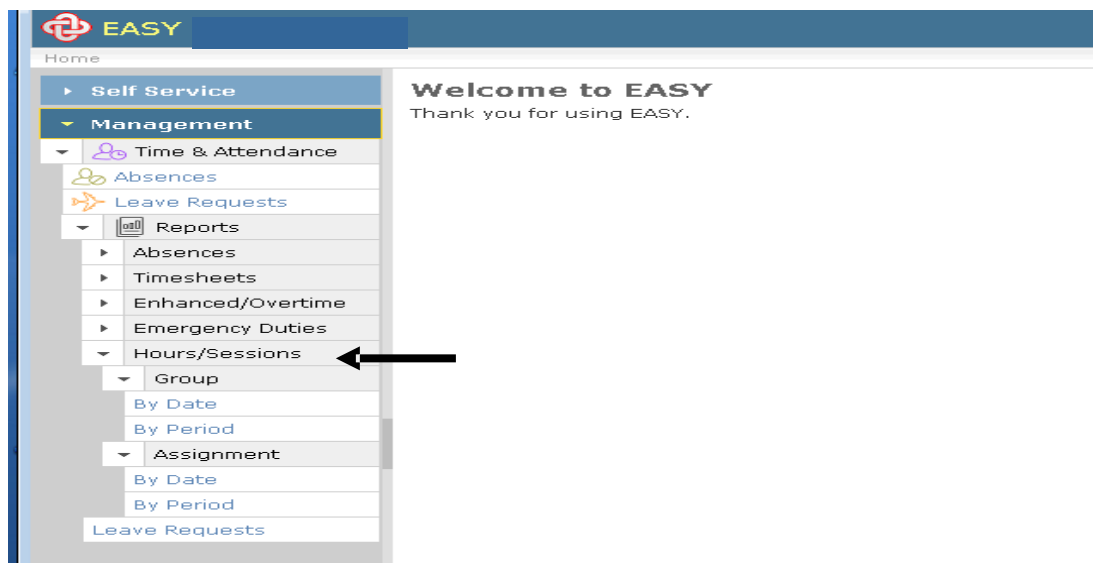 EASY
Home
Self Service
Management
Time & Attendance
Absences
Leave Requests
Reports
Absences
Timesheets
Enhanced/Overtime
Emergency Duties
Hours/Sessions
Group
By Date
By Period
Assignment
By Date
By Period
Leave Requests
Welcome to EASY
Thank you for using EASY.